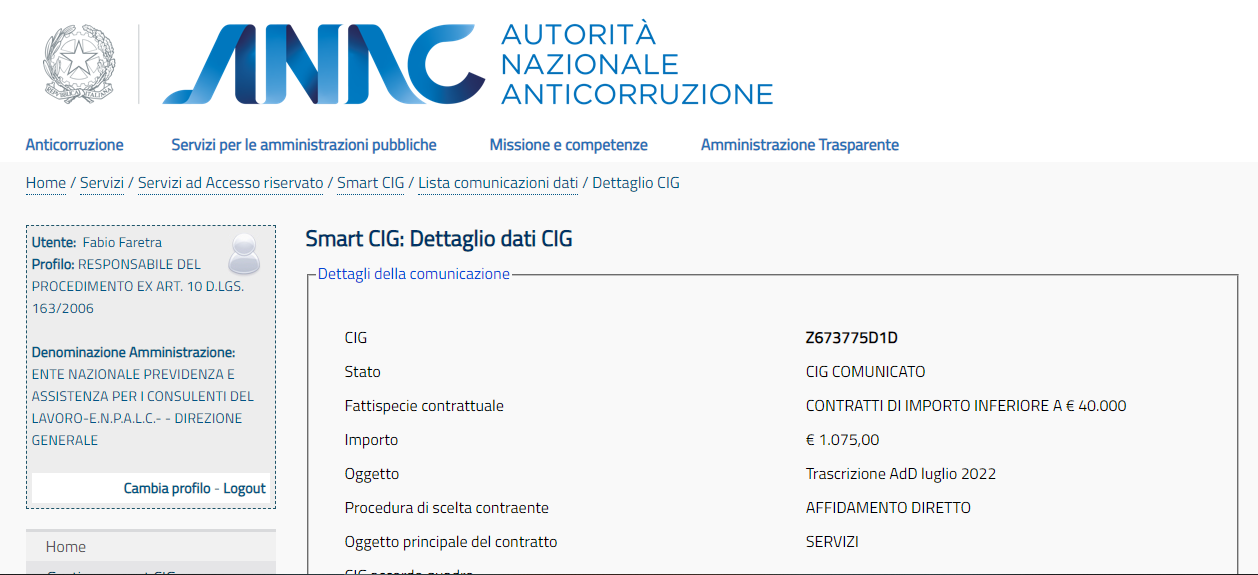 ANAC
AUTORITÀ
NAZIONALE
ANTICORRUZIONE
Anticorruzione Servizi per le amministrazioni pubbliche Missione e competenze Amministrazione Trasparente
Home / Servizi / Servizi ad Accesso riservato / Smart CIG / Lista comunicazioni dati / Dettaglio CIG
Utente: Fabio Faretra
Profilo: RESPONSABILE DEL
PROCEDIMENTO EX ART. 10 D.LGS.
163/2006
Denominazione Amministrazione:
ENTE NAZIONALE PREVIDENZA E
ASSISTENZA PER I CONSULENTI DEL
LAVORO-E.N.P.A.L.C.- - DIREZIONE
GENERALE
Cambia profilo - Logout
Home
Smart CIG: Dettaglio dati CIG
Dettagli della comunicazione
CIG Z673775D1D
Stato CIG COMUNICATO
Fattispecie contrattuale CONTRATTI DI IMPORTO INFERIORE A € 40.000
Importo € 1.075,00
Oggetto Trascrizione AdD luglio 2022
Procedura di scelta contraente AFFIDAMENTO DIRETTO
Oggetto principale del contratto SERVIZI
CIG accordo quadro